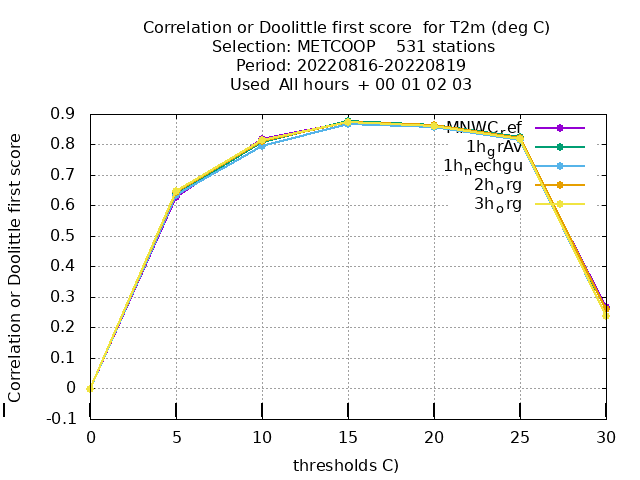 Correlation or Doolittle first score  for T2m (deg C)
Selection: METCOOP    531 stations
Period: 20220816-20220819
Used  All hours  + 00 01 02 03
Correlation or Doolittle first score
0.9
0.8
0.7
0.6
0.5
0.4
0.3
0.2
0.1
0
-0.1
MNWC_ref
1h_grAv
1h_nechgu
2h_org
3h_org
0 5 10 15 20 25 30
thresholds C)